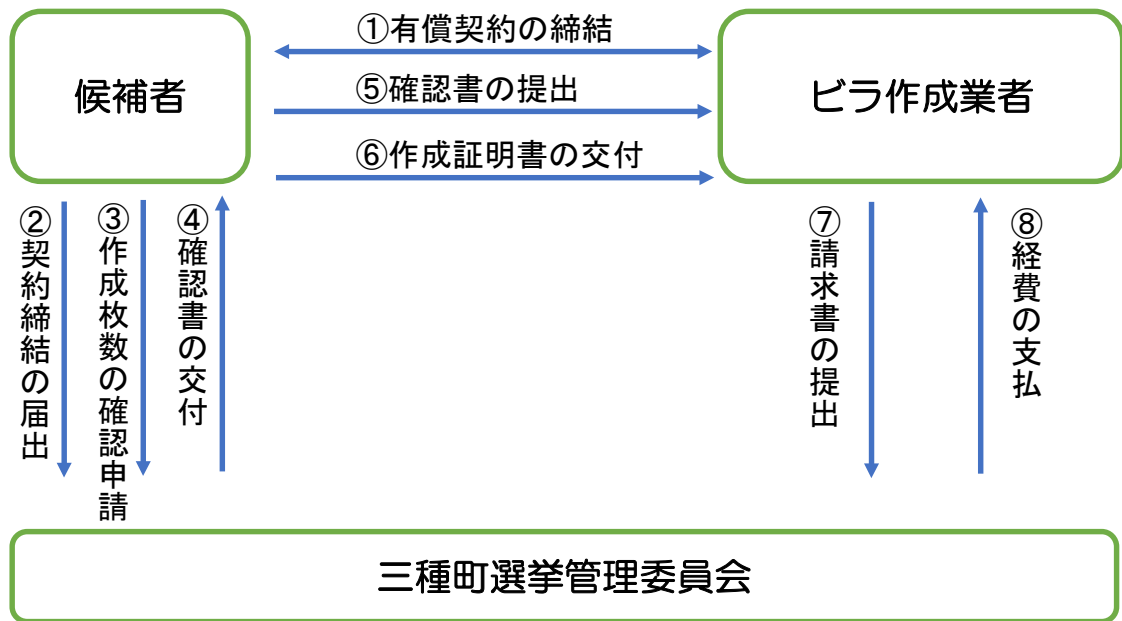 ①有償契約の締結
候補者
⑤確認書の提出
ビラ作成業者
⑥作成証明書の交付
②契約締結の届出
③作成枚数の確認申請
④確認書の交付
⑦請求書の提出
⑧経費の支払
三種町選挙管理委員会